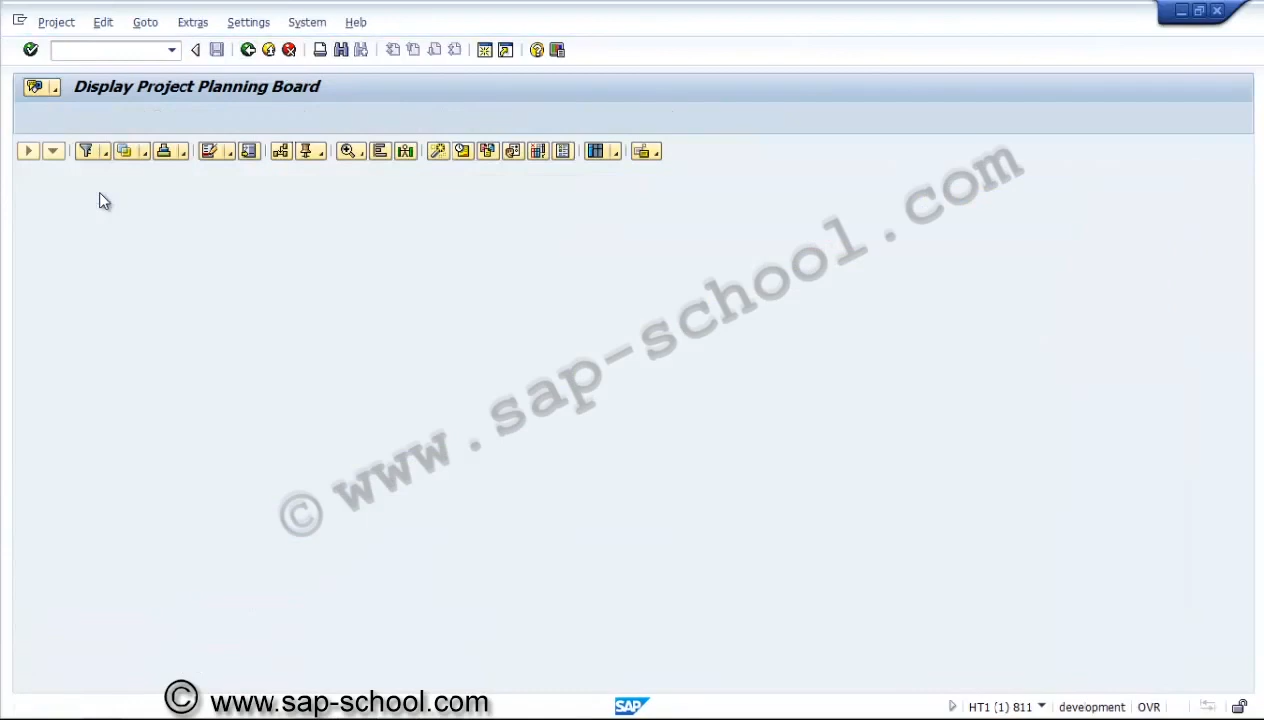 Project Edit Goto Extras Settings System Help
Display Project Planning Board
© www.sap-school.com
© www.sap-school.com
SAP
HT1 (1) 811 development OVR